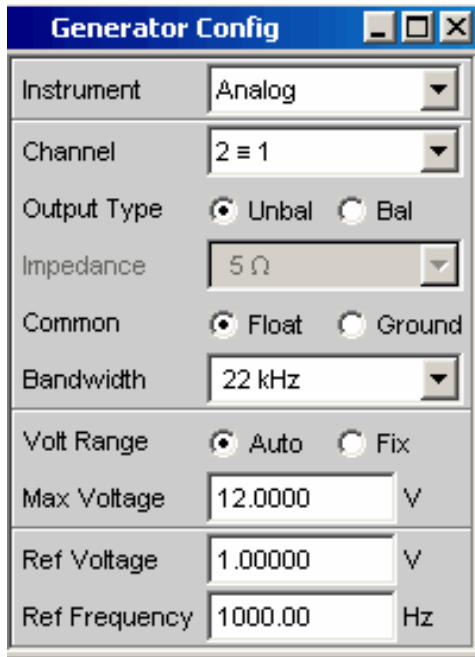 Generator Config
Instrument Analog
Channel 2 ≡ 1
Output Type Unbal Bal
Impedance 5 Ω
Common Float Ground
Bandwidth 22 kHz
Volt Range Auto Fix
Max Voltage 12.0000 V
Ref Voltage 1.00000 V
Ref Frequency 1000.00 Hz